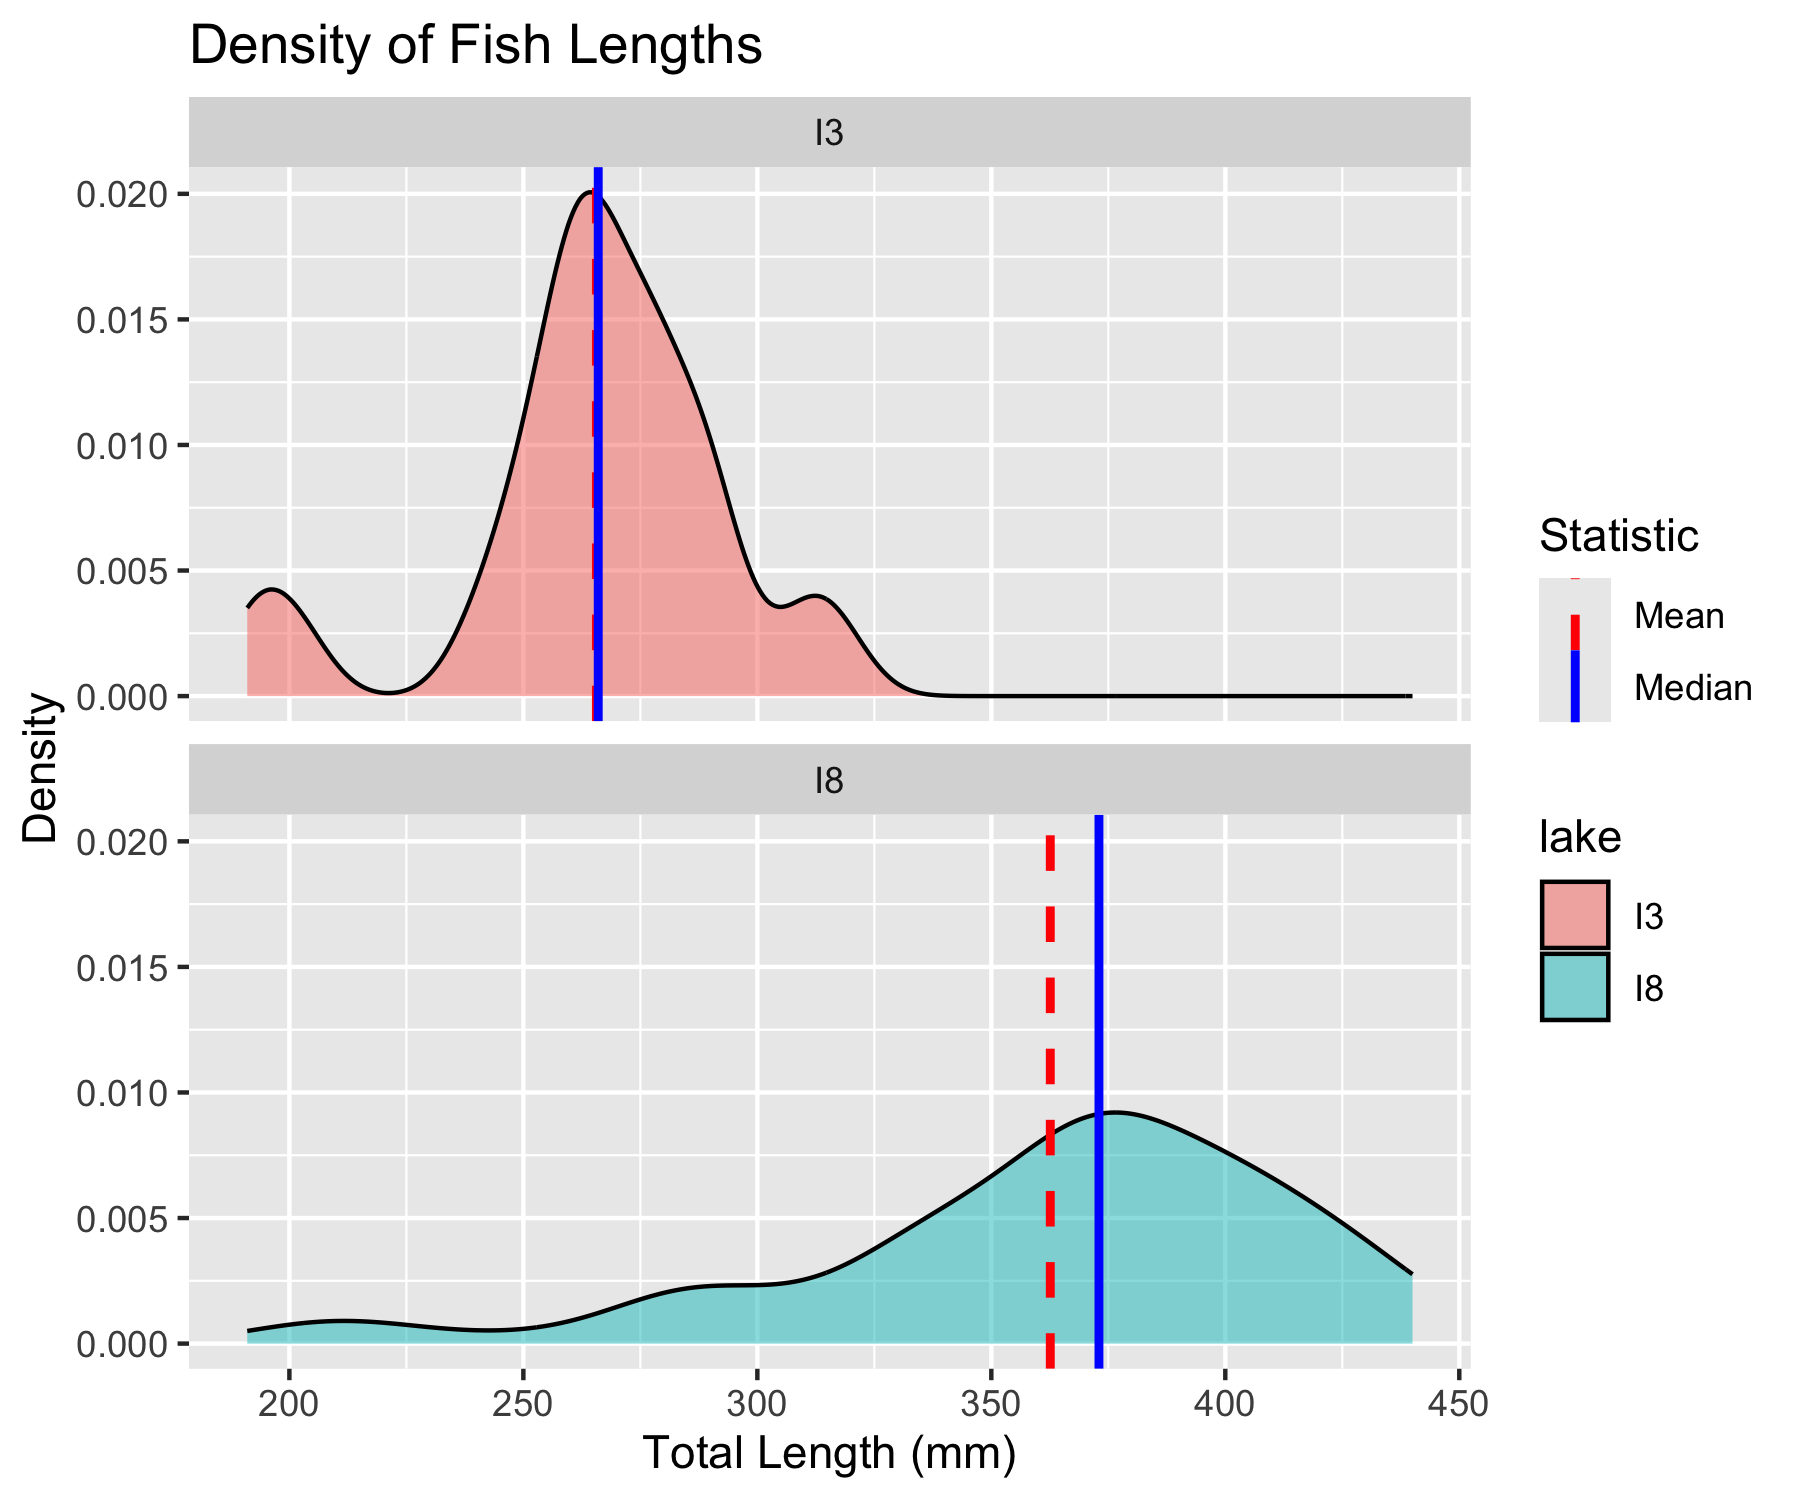 Density of Fish Lengths
I3
0.020
0.015
0.010
0.005
0.000
I8
0.020
0.015
0.010
0.005
0.000
200 250 300 350 400 450
Total Length (mm)
Density
Statistic
Mean
Median
lake
I3
I8